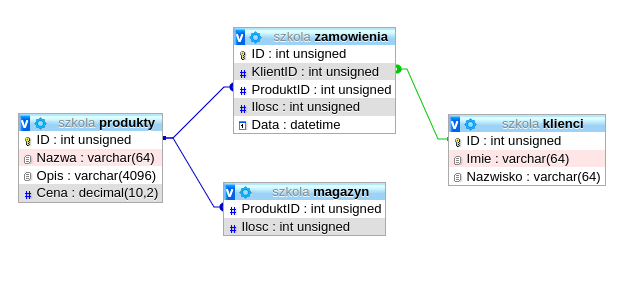 szkola zamowienia
ID : int unsigned
KlientID : int unsigned
ProduktID : int unsigned
Ilosc : int unsigned
Data : datetime
szkola produkty
ID : int unsigned
Nazwa : varchar(64)
Opis : varchar(4096)
Cena : decimal(10,2)
szkola klienci
ID : int unsigned
Imie : varchar(64)
Nazwisko : varchar(64)
szkola magazyn
ProduktID : int unsigned
Ilosc : int unsigned